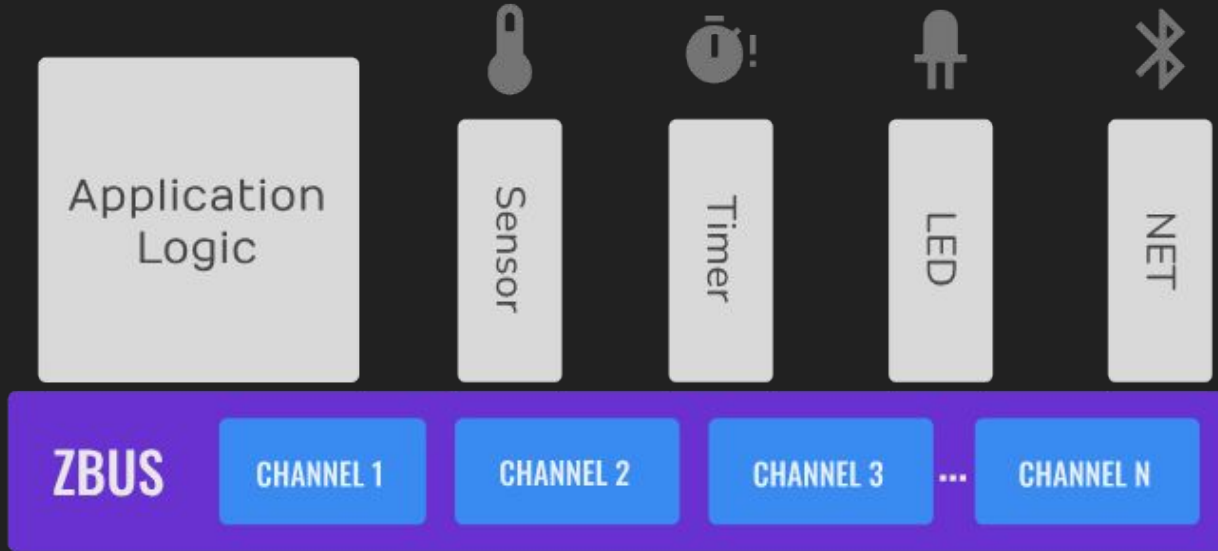 Application
Logic
Sensor
Timer
LED
NET
ZBUS
CHANNEL 1
CHANNEL 2
CHANNEL 3
...
CHANNEL N